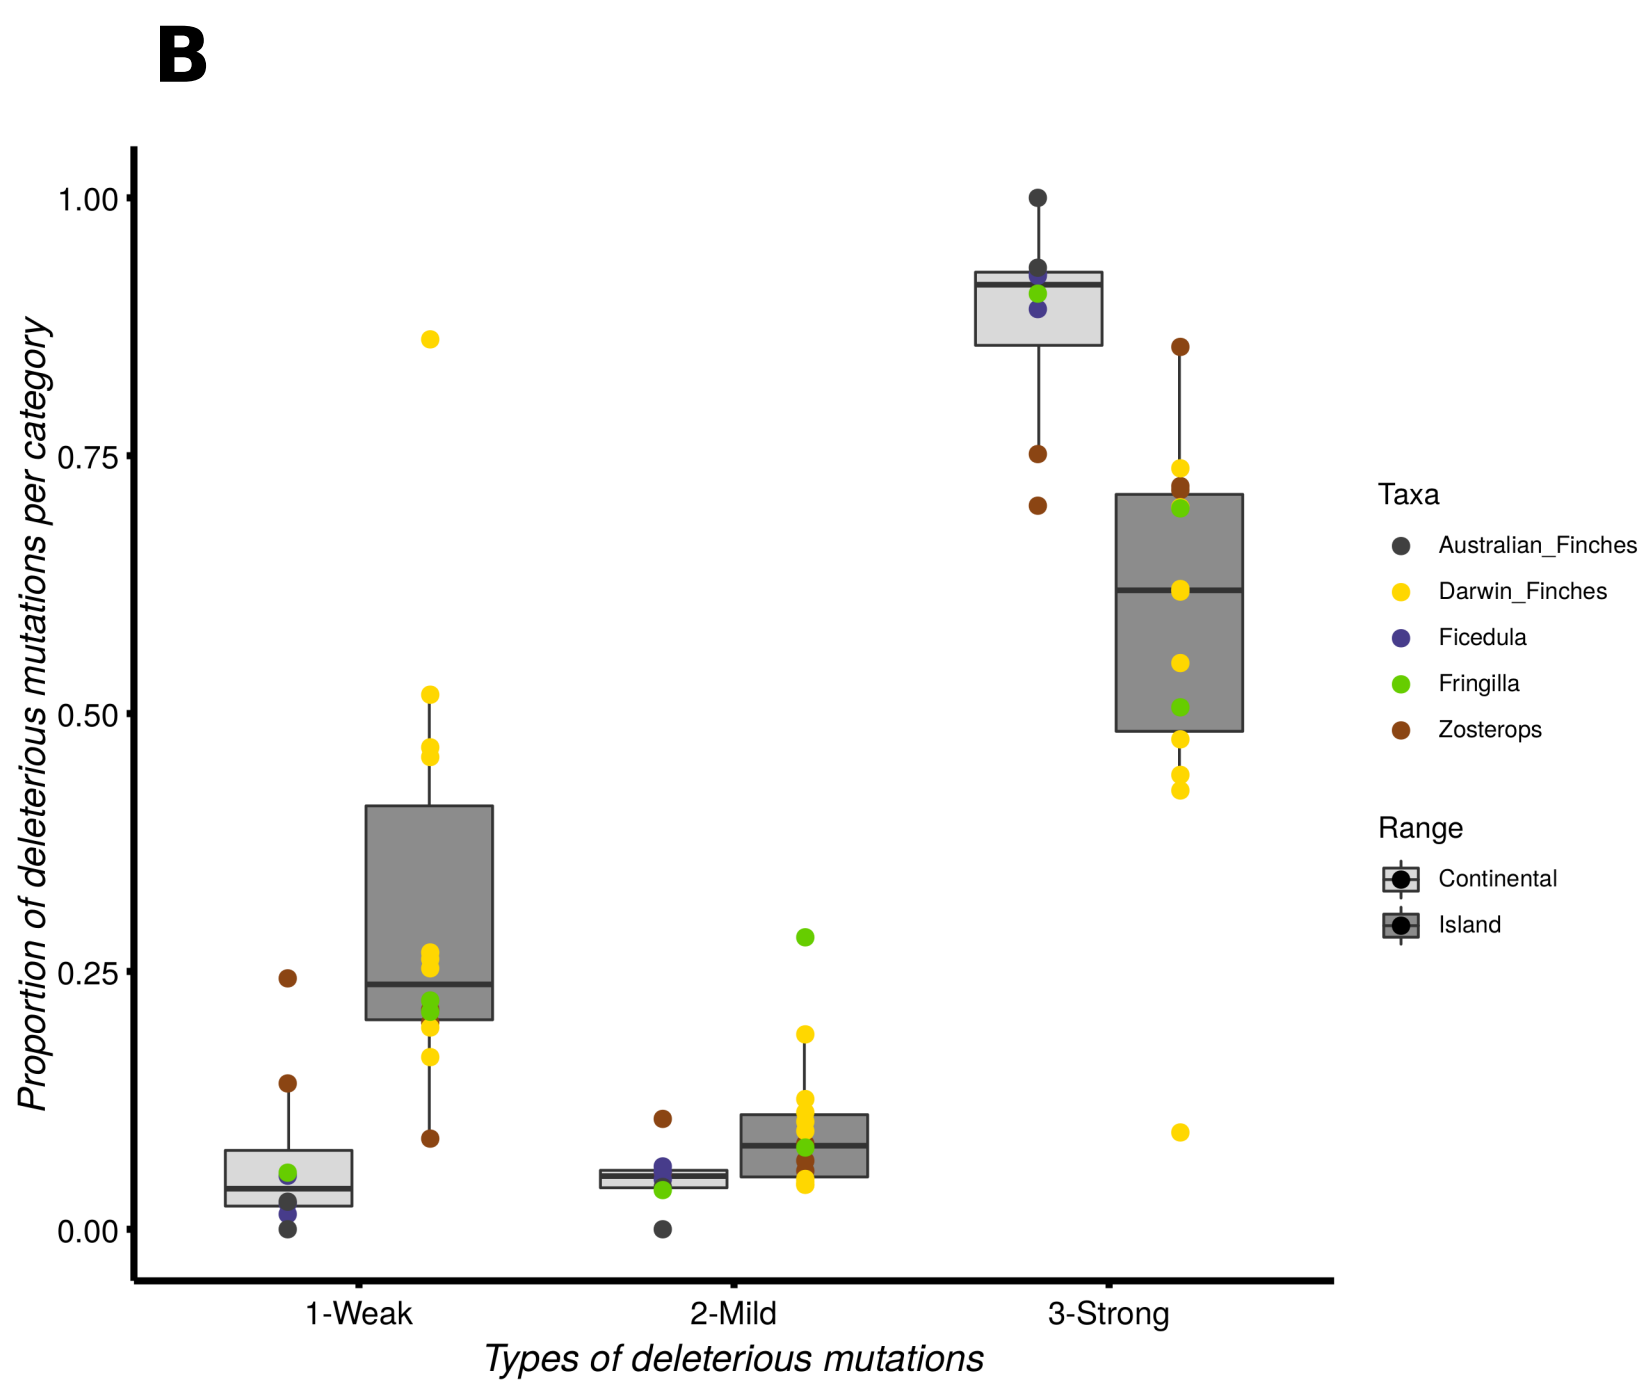 B
Proportion of deleterious mutations per category
1.00
0.75
0.50
0.25
0.00
1-Weak
2-Mild
3-Strong
Types of deleterious mutations
Taxa
Australian_Finches
Darwin_Finches
Ficedula
Fringilla
Zosterops
Range
Continental
Island